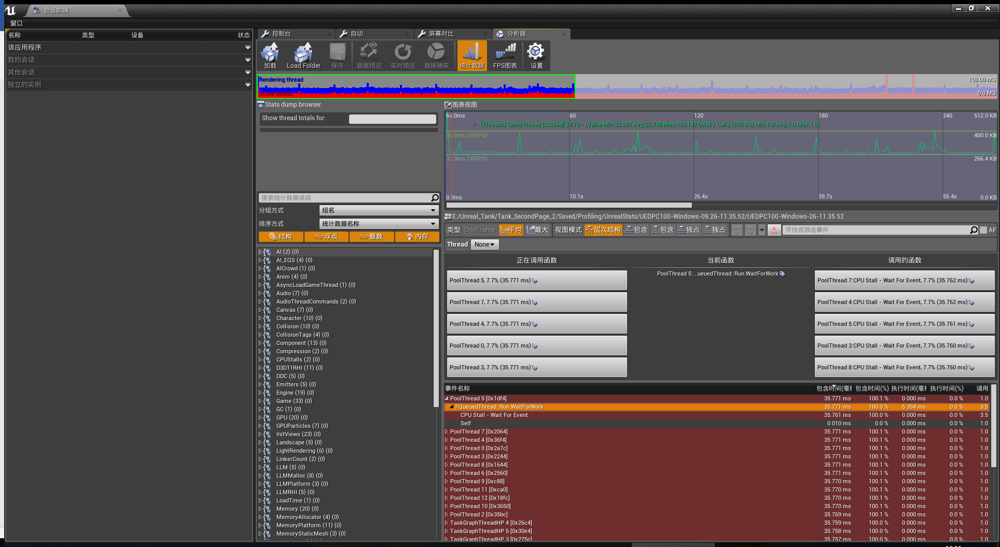 会话前端
窗口
名称 类型 设备 状态
该应用程序
我的会话
其他会话
独立的实例
控制台 自动 屏幕对比 分析器
加载 Load Folder 保存 数据预览 实时预览 数据捕获 统计数据 FPS图表 设置
Rendering thread
Game thread
150.00 MS
0.0 MS
Stats dump browser
Show thread totals for:
搜索统计数据或组
分组方式 组名
排序方式 统计数据名称
结构 浮点 整数 内存
AI (2) (0)
AI_EQS (4) (0)
AICrowd (1) (0)
Anim (4) (0)
AsyncLoadGameThread (1) (0)
Audio (7) (0)
AudioThreadCommands (2) (0)
Canvas (7) (0)
Character (10) (0)
Collision (10) (0)
CollisionTags (4) (0)
Component (13) (0)
Compression (2) (0)
CPUStalls (2) (0)
D3D11RHI (11) (0)
DDC (5) (0)
Emitters (5) (0)
Engine (19) (0)
Game (33) (0)
GC (1) (0)
GPU (20) (0)
GPUParticles (7) (0)
InitViews (23) (0)
Landscape (5) (0)
LightRendering (6) (0)
LinkerCount (2) (0)
LLM (5) (0)
LLMMalloc (8) (0)
LLMPlatform (3) (0)
LLMRHI (5) (0)
LoadTime (1) (0)
Memory (20) (0)
MemoryAllocator (4) (0)
MemoryPlatform (11) (0)
MemoryStaticMesh (3) (0)
图表视图
64.0ms 60 120 180 240 512.0 KB
(Threads) GameThread [0x35e4] 34.78 - (Value Min:33.981 Avg:35.748 Max:186.142 (MS) / Calls (100.0%) Min:1.0 Avg:1.0 Max:1.0)
50.0ms (20FPS) 400.0 KB
33.3ms (30FPS) 266.4 KB
0.0ms 10.1s 26.4s 39.7s 55.4s 0.0 KB
E:/Unreal_Tank/Tank_SecondPage_2/Saved/Profiling/UnrealStats/UEDPC100-Windows-09.26-11.35.52/UEDPC100-Windows-26-11.35.52
类型 OneFrame 平均 最大 视图模式 层次结构 包含 包含 独占 独占 寻找或筛选事件 AF
Thread None
正在调用函数 当前函数 调用的函数
PoolThread 5:...ueuedThread::Run.WaitForWork
PoolThread 5, 7.7% (35.771 ms) PoolThread 7:CPU Stall - Wait For Event, 7.7% (35.762 ms)
PoolThread 7, 7.7% (35.771 ms) PoolThread 4:CPU Stall - Wait For Event, 7.7% (35.762 ms)
PoolThread 4, 7.7% (35.771 ms) PoolThread 5:CPU Stall - Wait For Event, 7.7% (35.761 ms)
PoolThread 0, 7.7% (35.771 ms) PoolThread 3:CPU Stall - Wait For Event, 7.7% (35.760 ms)
PoolThread 3, 7.7% (35.771 ms) PoolThread 8:CPU Stall - Wait For Event, 7.7% (35.760 ms)
事件名称 包含时间(毫秒 包含时间(%) 执行时间(毫秒 执行时间(%) 调用
PoolThread 5 [0x1df4] 35.771 ms 100.1 % 0.000 ms 0.0 % 1.0
FQueuedThread::Run.WaitForWork 35.771 ms 100.0 % 6.394 ms 0.0 % 3.5
CPU Stall - Wait For Event 35.761 ms 100.0 % 0.000 ms 0.0 % 3.5
Self 0.010 ms 0.0 % 0.000 ms 0.0 % 1.0
PoolThread 7 [0x2064] 35.771 ms 100.1 % 0.000 ms 0.0 % 1.0
PoolThread 4 [0x36f4] 35.771 ms 100.1 % 0.000 ms 0.0 % 1.0
PoolThread 0 [0x2a7c] 35.771 ms 100.1 % 0.000 ms 0.0 % 1.0
PoolThread 3 [0x2244] 35.771 ms 100.1 % 0.000 ms 0.0 % 1.0
PoolThread 8 [0x1644] 35.771 ms 100.1 % 0.000 ms 0.0 % 1.0
PoolThread 6 [0x2560] 35.771 ms 100.1 % 0.000 ms 0.0 % 1.0
PoolThread 9 [0xc88] 35.770 ms 100.1 % 0.000 ms 0.0 % 1.0
PoolThread 11 [0xca0] 35.770 ms 100.1 % 0.000 ms 0.0 % 1.0
PoolThread 12 [0x18fc] 35.770 ms 100.1 % 0.000 ms 0.0 % 1.0
PoolThread 10 [0x3650] 35.770 ms 100.1 % 0.000 ms 0.0 % 1.0
PoolThread 2 [0x35bc] 35.769 ms 100.1 % 0.000 ms 0.0 % 1.0
TaskGraphThreadHP 4 [0x26c4] 35.759 ms 100.1 % 0.000 ms 0.0 % 1.0
TaskGraphThreadHP 5 [0x30e4] 35.758 ms 100.1 % 0.000 ms 0.0 % 1.0
TaskGraphThreadHP 3 [0x275c] 35.757 ms 100.1 % 0.000 ms 0.0 % 1.0